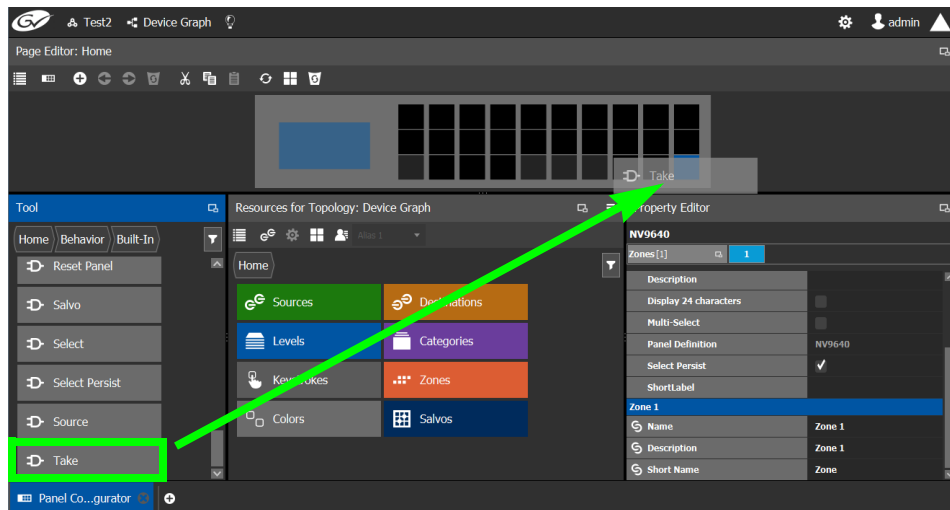 GV Test2 Device Graph admin
Page Editor: Home
Take
Tool
Home Behavior Built-In
Reset Panel
Salvo
Select
Select Persist
Source
Take
Resources for Topology: Device Graph
Alias 1
Home
Sources
Destinations
Levels
Categories
Keystrokes
Zones
Colors
Salvos
Property Editor
NV9640
Zones [1] 1
Description
Display 24 characters
Multi-Select
Panel Definition NV9640
Select Persist
ShortLabel
Zone 1
Name Zone 1
Description Zone 1
Short Name Zone
Panel Co...gurator